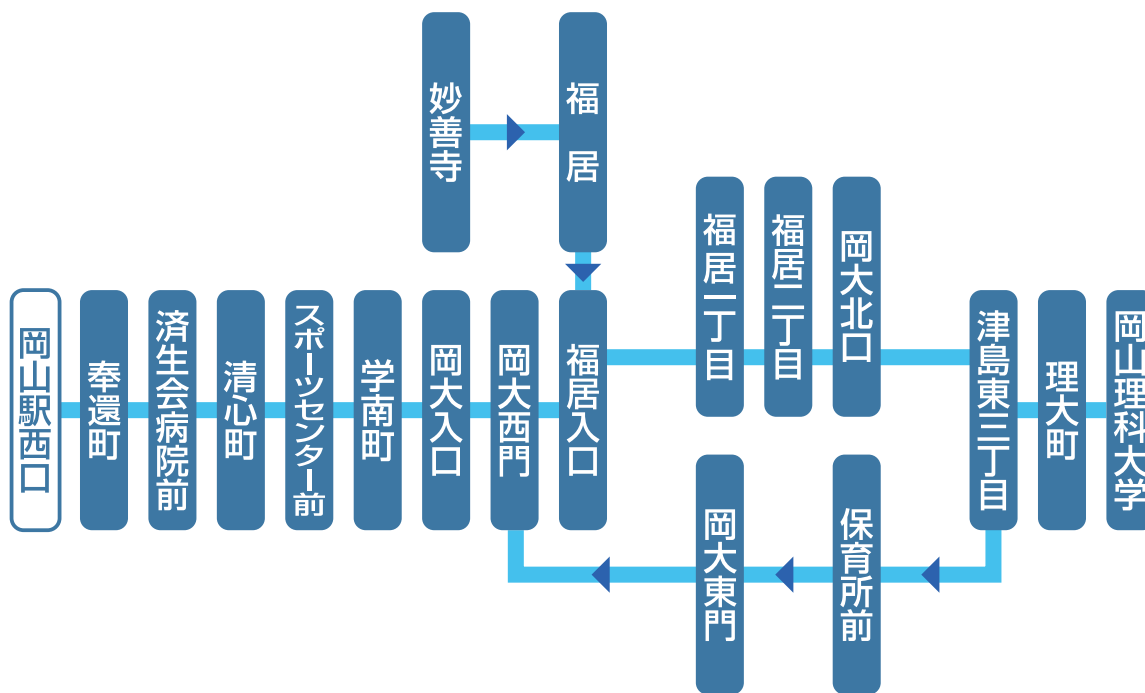 妙善寺
福居
福居一丁目
福居二丁目
岡大北口
岡山駅西口
奉還町
済生会病院前
清心町
スポーツセンター前
学南町
岡大入口
岡大西門
福居入口
津島東三丁目
理大町
岡山理科大学
岡大東門
保育所前